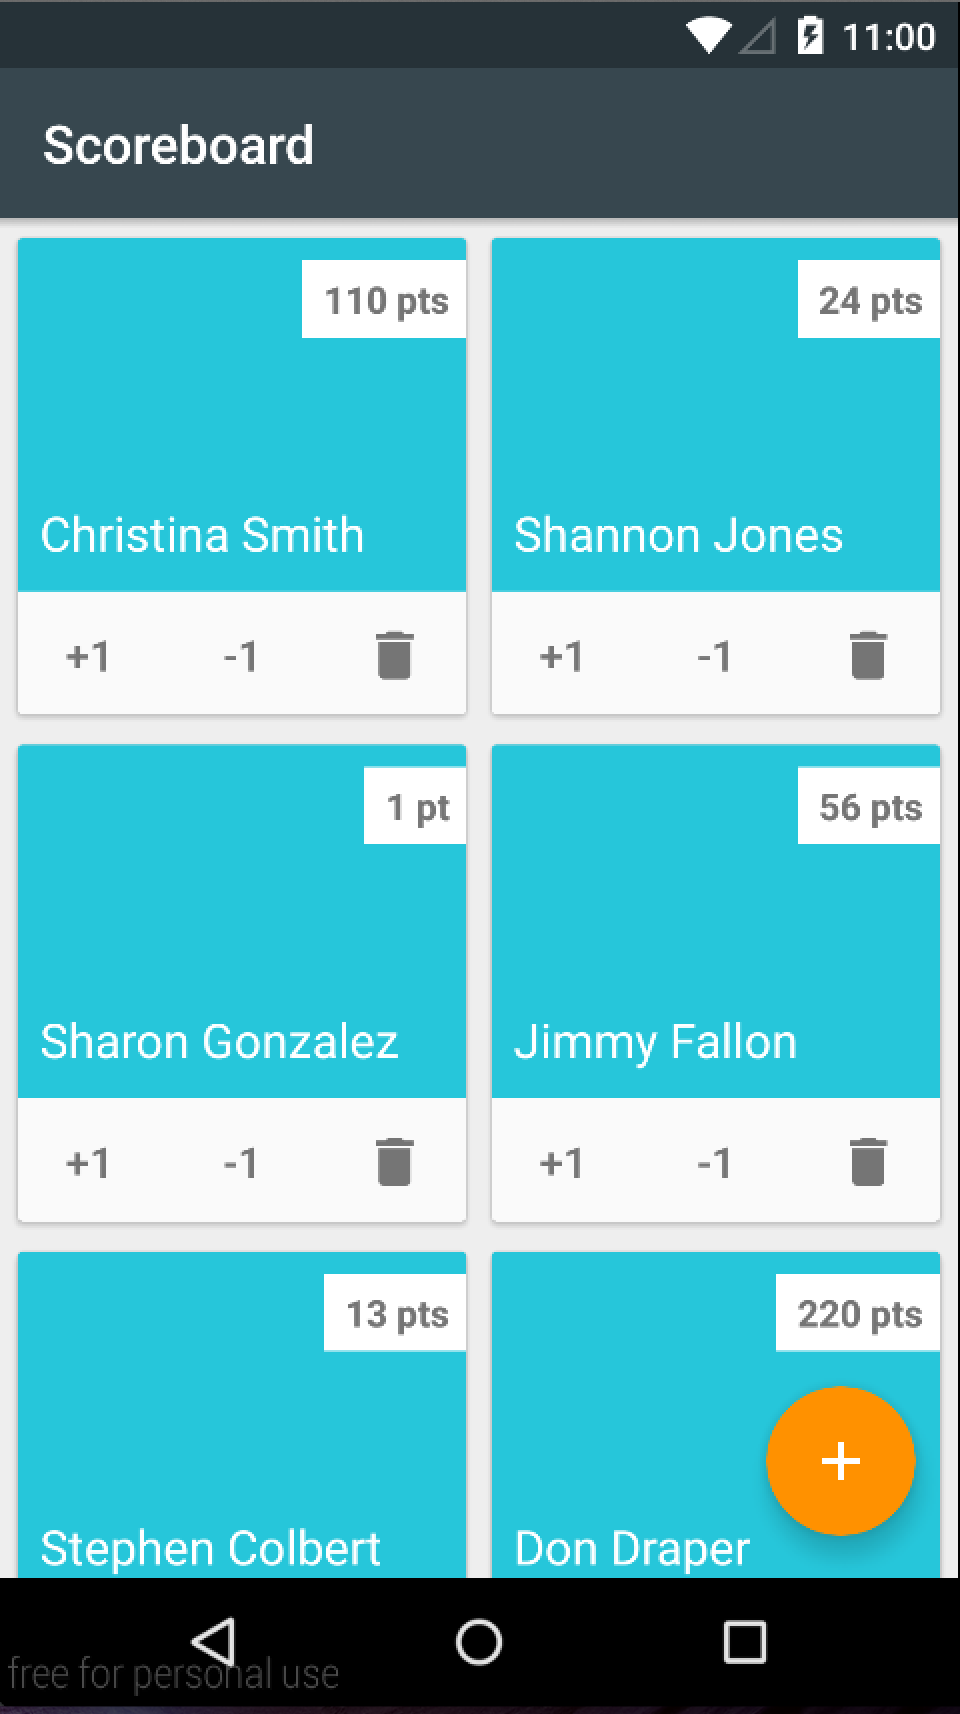 11:00
Scoreboard
110 pts
24 pts
Christina Smith
Shannon Jones
+1 -1
+1 -1
1 pt
56 pts
Sharon Gonzalez
Jimmy Fallon
+1 -1
+1 -1
13 pts
220 pts
+
Stephen Colbert
Don Draper
free for personal use